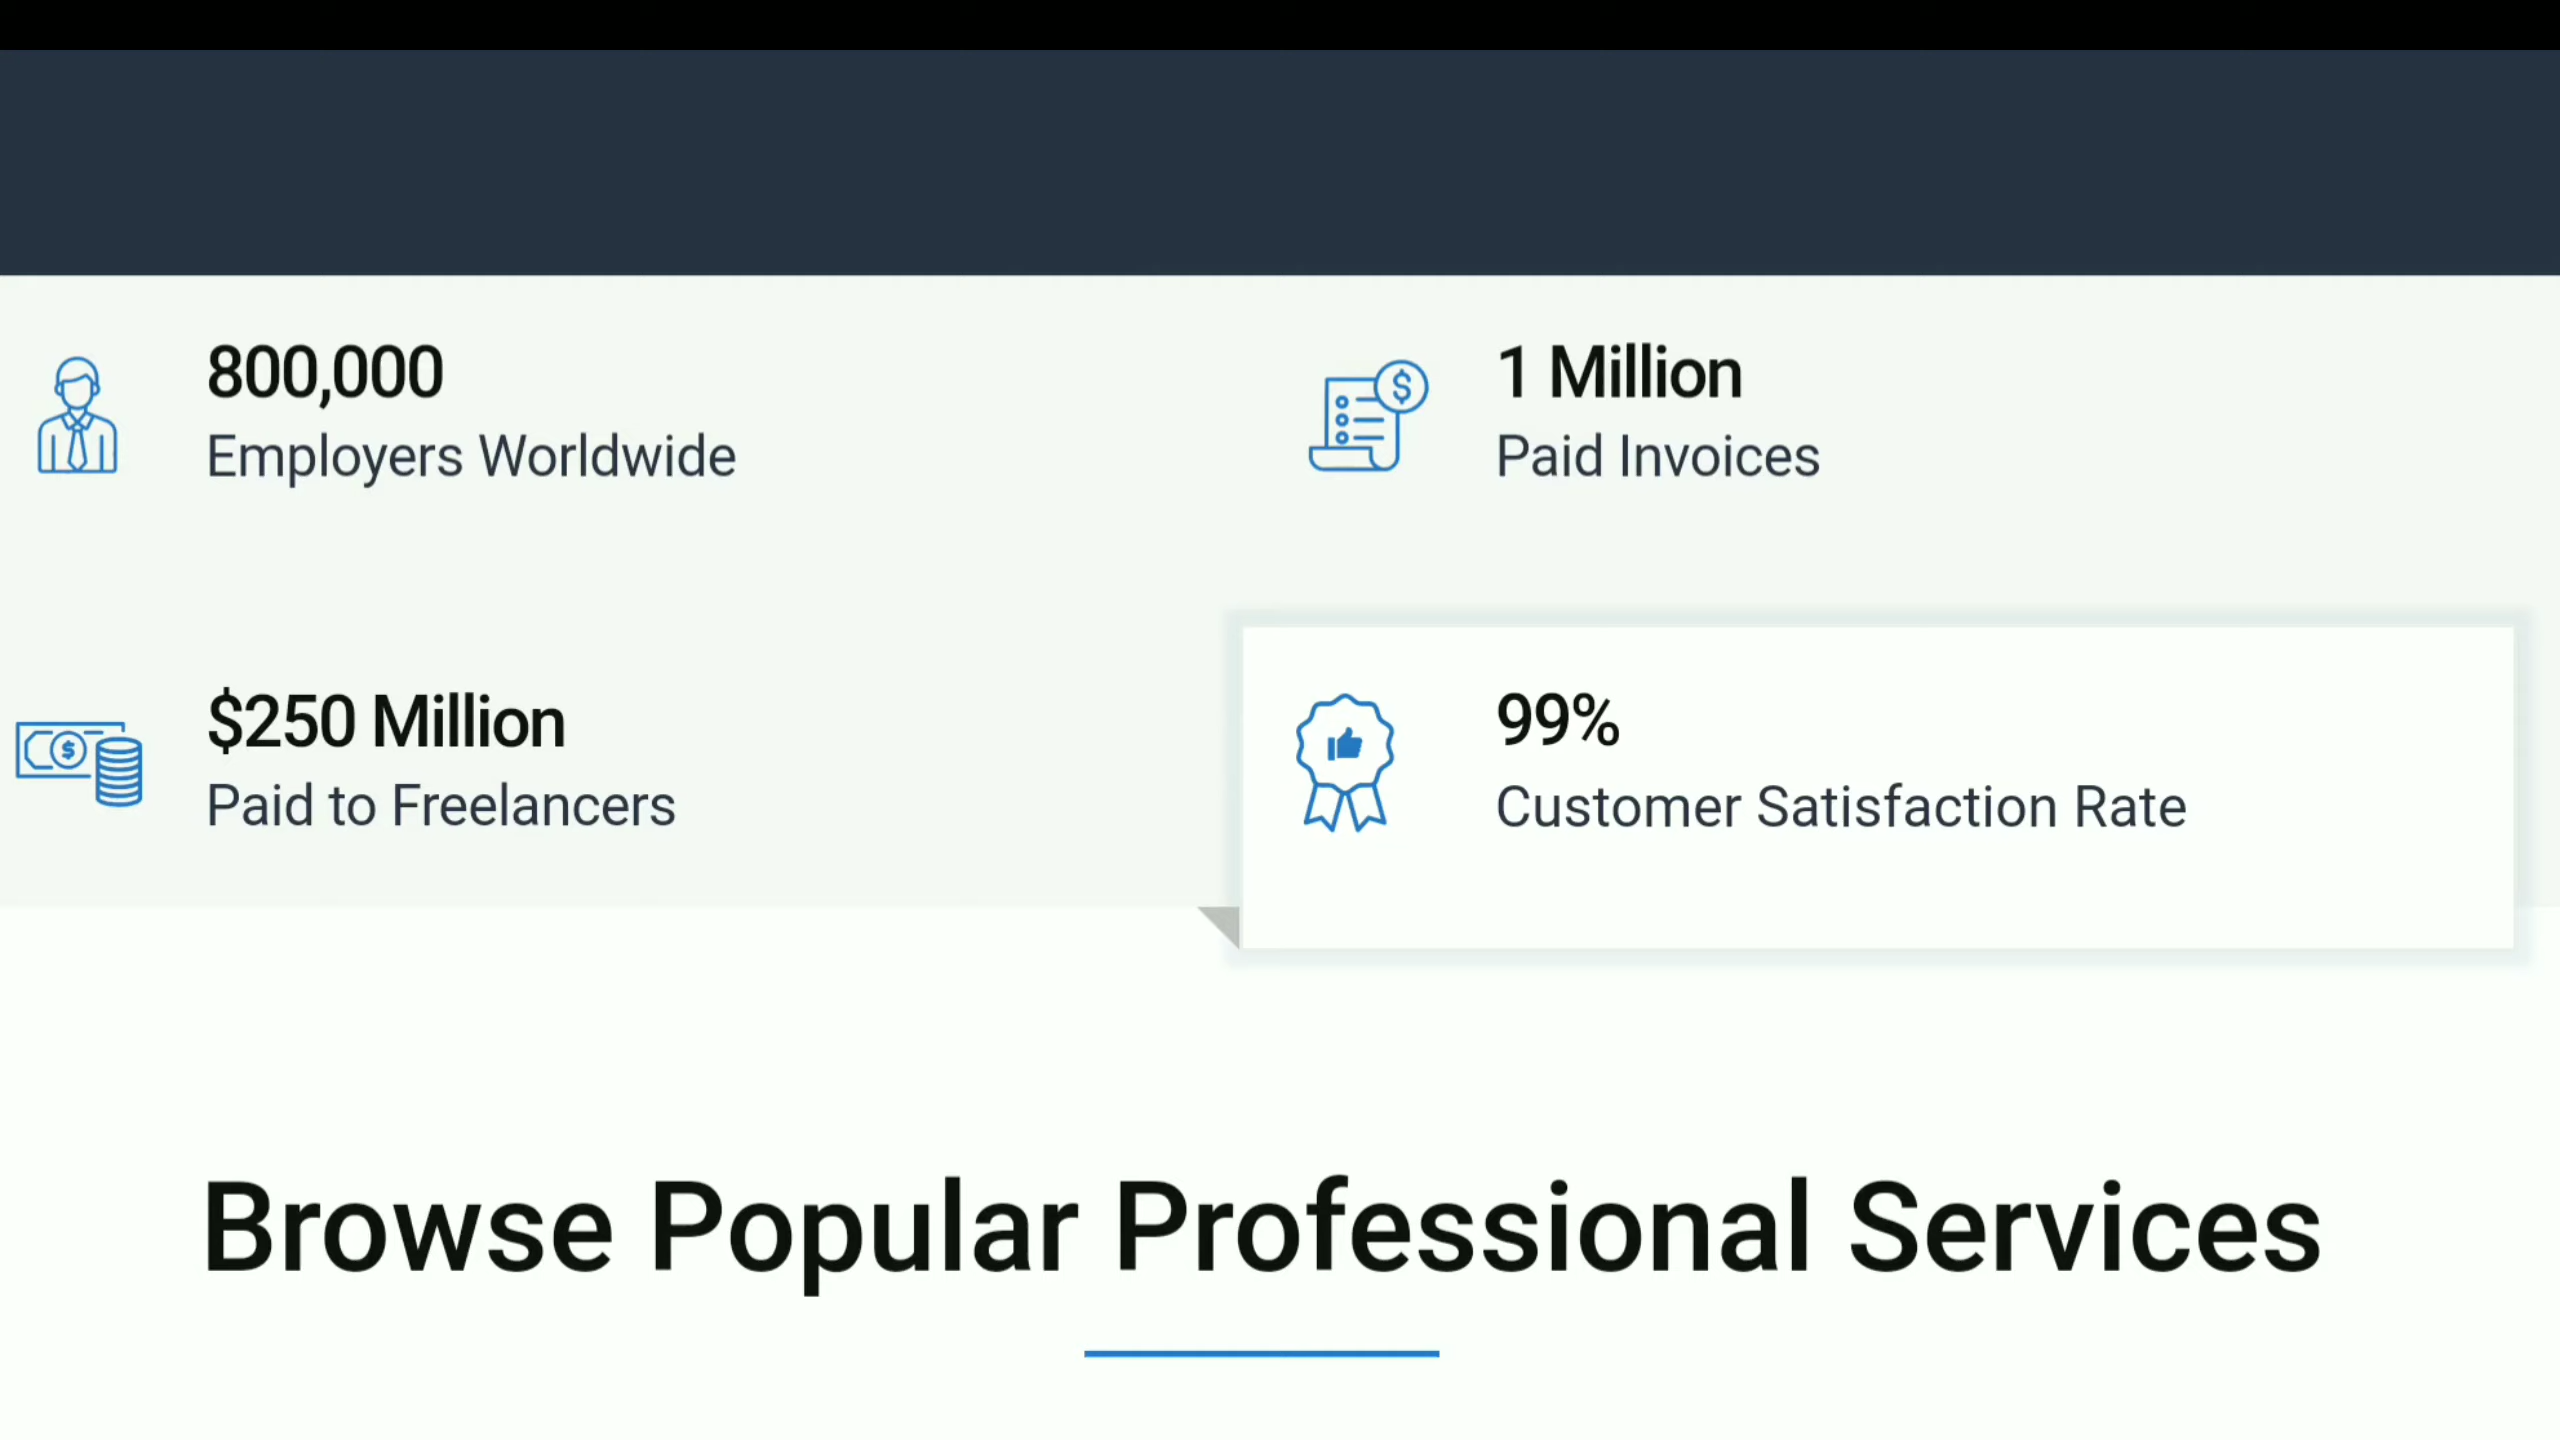 800,000
Employers Worldwide
1 Million
Paid Invoices
$250 Million
Paid to Freelancers
99%
Customer Satisfaction Rate
Browse Popular Professional Services